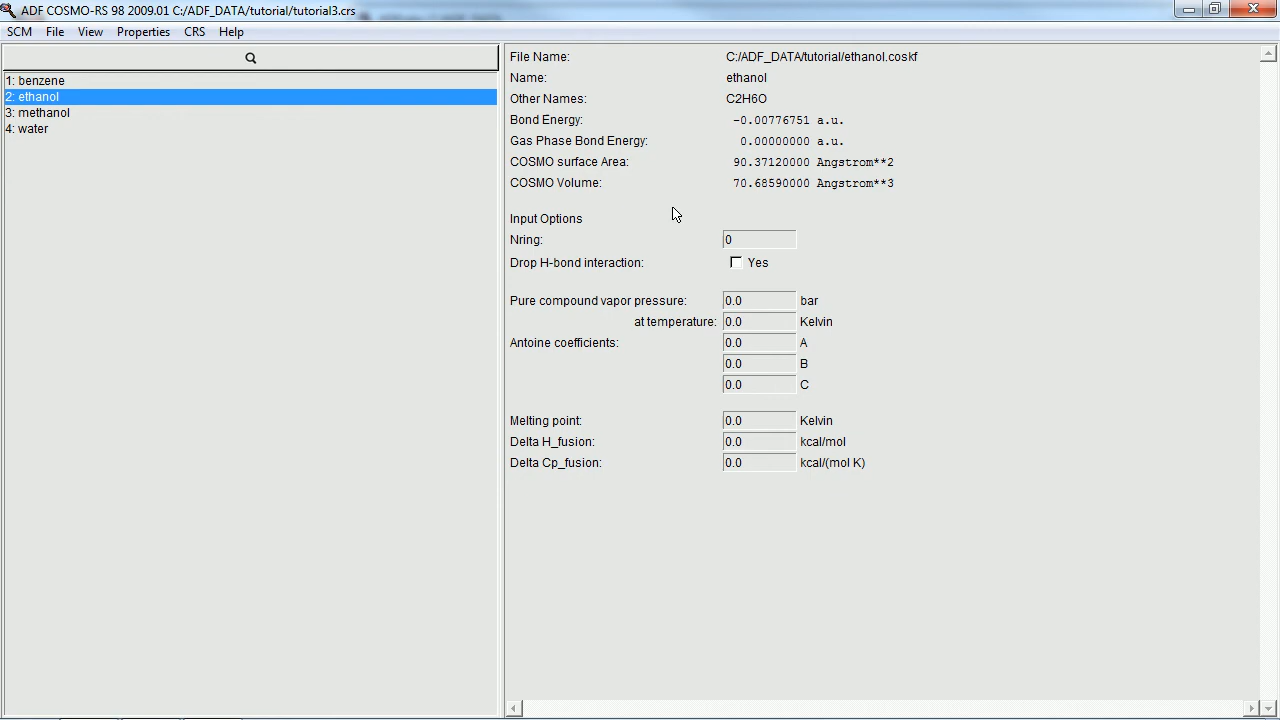 ADF COSMO-RS 98 2009.01 C:/ADF_DATA/tutorial/tutorial3.crs
SCM File View Properties CRS Help
1: benzene
2: ethanol
3: methanol
4: water
File Name: C:/ADF_DATA/tutorial/ethanol.coskf
Name: ethanol
Other Names: C2H6O
Bond Energy: -0.00776751 a.u.
Gas Phase Bond Energy: 0.00000000 a.u.
COSMO surface Area: 90.37120000 Angstrom**2
COSMO Volume: 70.68590000 Angstrom**3
Input Options
Nring: 0
Drop H-bond interaction: Yes
Pure compound vapor pressure: 0.0 bar
at temperature: 0.0 Kelvin
Antoine coefficients: 0.0 A
0.0 B
0.0 C
Melting point: 0.0 Kelvin
Delta H_fusion: 0.0 kcal/mol
Delta Cp_fusion: 0.0 kcal/(mol K)